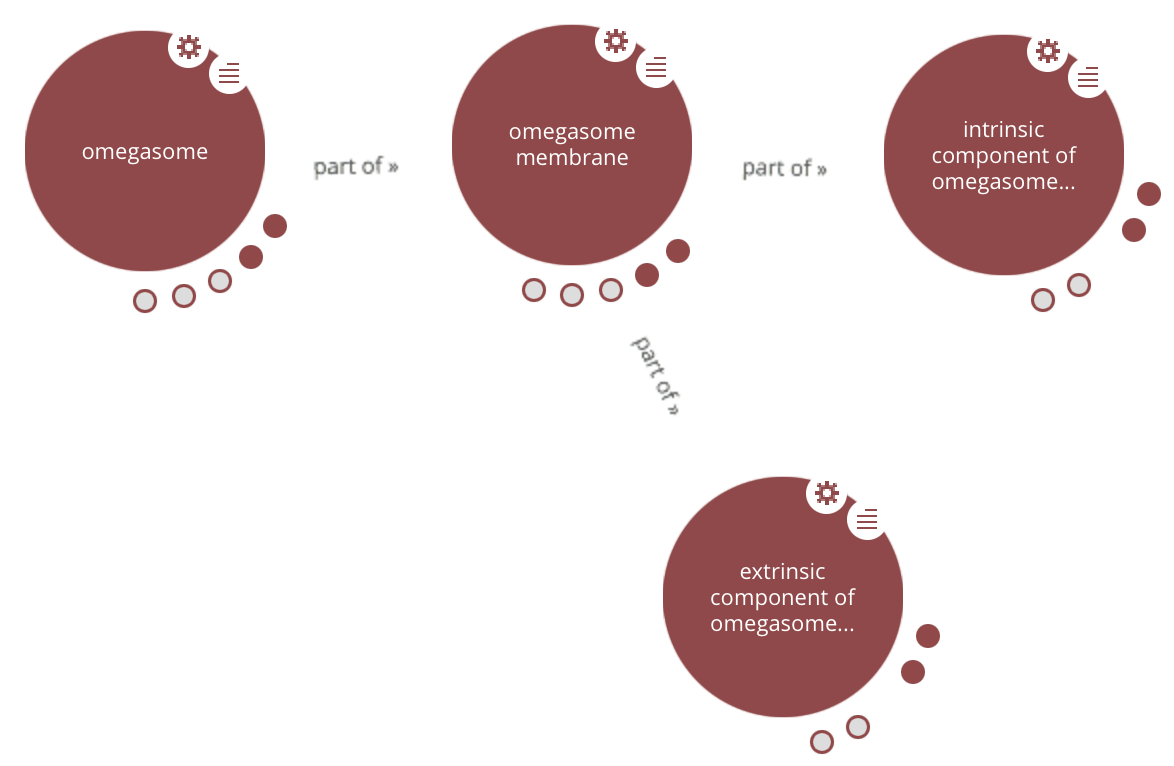 omegasome
part of »
omegasome
membrane
part of »
intrinsic
component of
omegasome...
part of »
extrinsic
component of
omegasome...